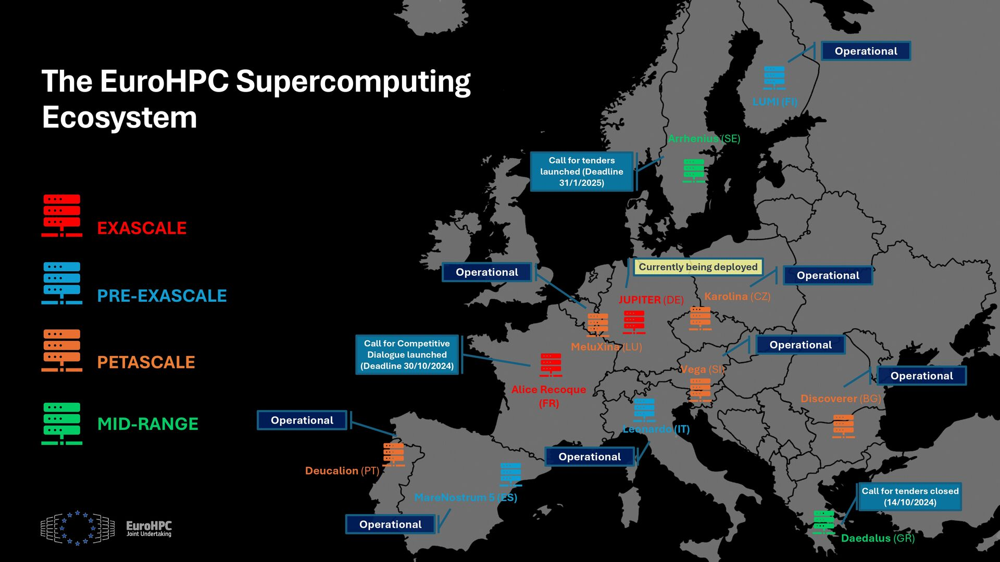 The EuroHPC Supercomputing
Ecosystem
EXASCALE
PRE-EXASCALE
PETASCALE
MID-RANGE
EuroHPC
Joint Undertaking
Operational
LUMI (FI)
Arrhenius (SE)
Call for tenders
launched (Deadline
31/1/2025)
Operational
Currently being deployed
Operational
JUPITER (DE)
Karolina (CZ)
MeluXina (LU)
Call for Competitive
Dialogue launched
(Deadline 30/10/2024)
Operational
Vega (SI)
Alice Recoque
(FR)
Operational
Discoverer (BG)
Operational
Leonardo (IT)
Operational
Deucalion (PT)
MareNostrum 5 (ES)
Operational
Call for tenders closed
(14/10/2024)
Daedalus (GR)